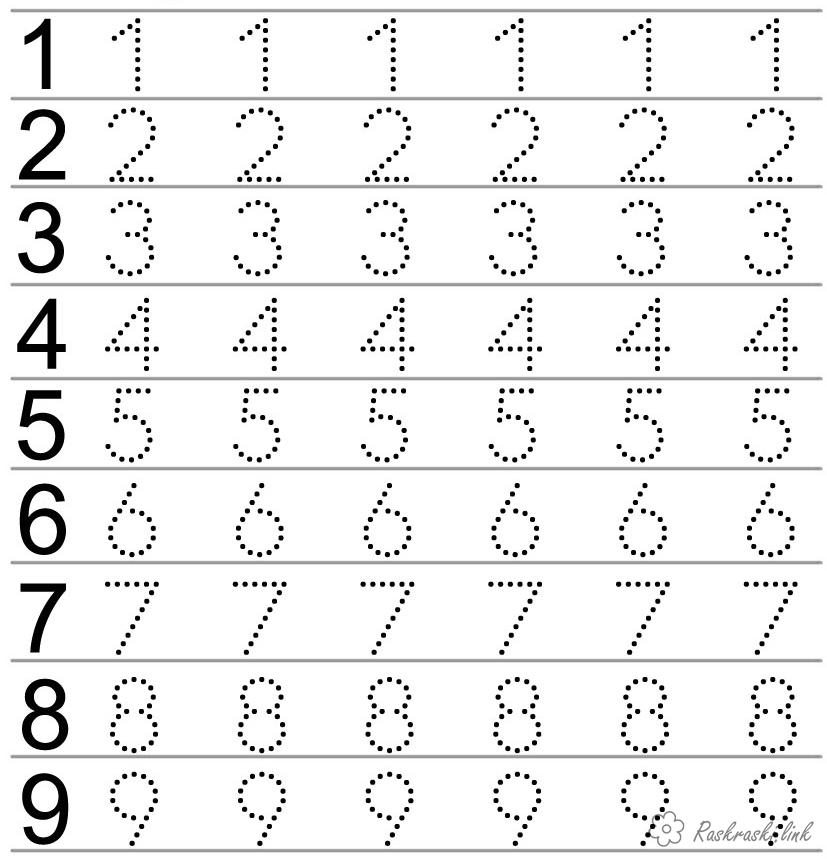 1 1 1 1 1 1 1
2 2 2 2 2 2 2
3 3 3 3 3 3 3
4 4 4 4 4 4 4
5 5 5 5 5 5 5
6 6 6 6 6 6 6
7 7 7 7 7 7 7
8 8 8 8 8 8 8
9 9 9 9 9 9 9
Raskraski.link